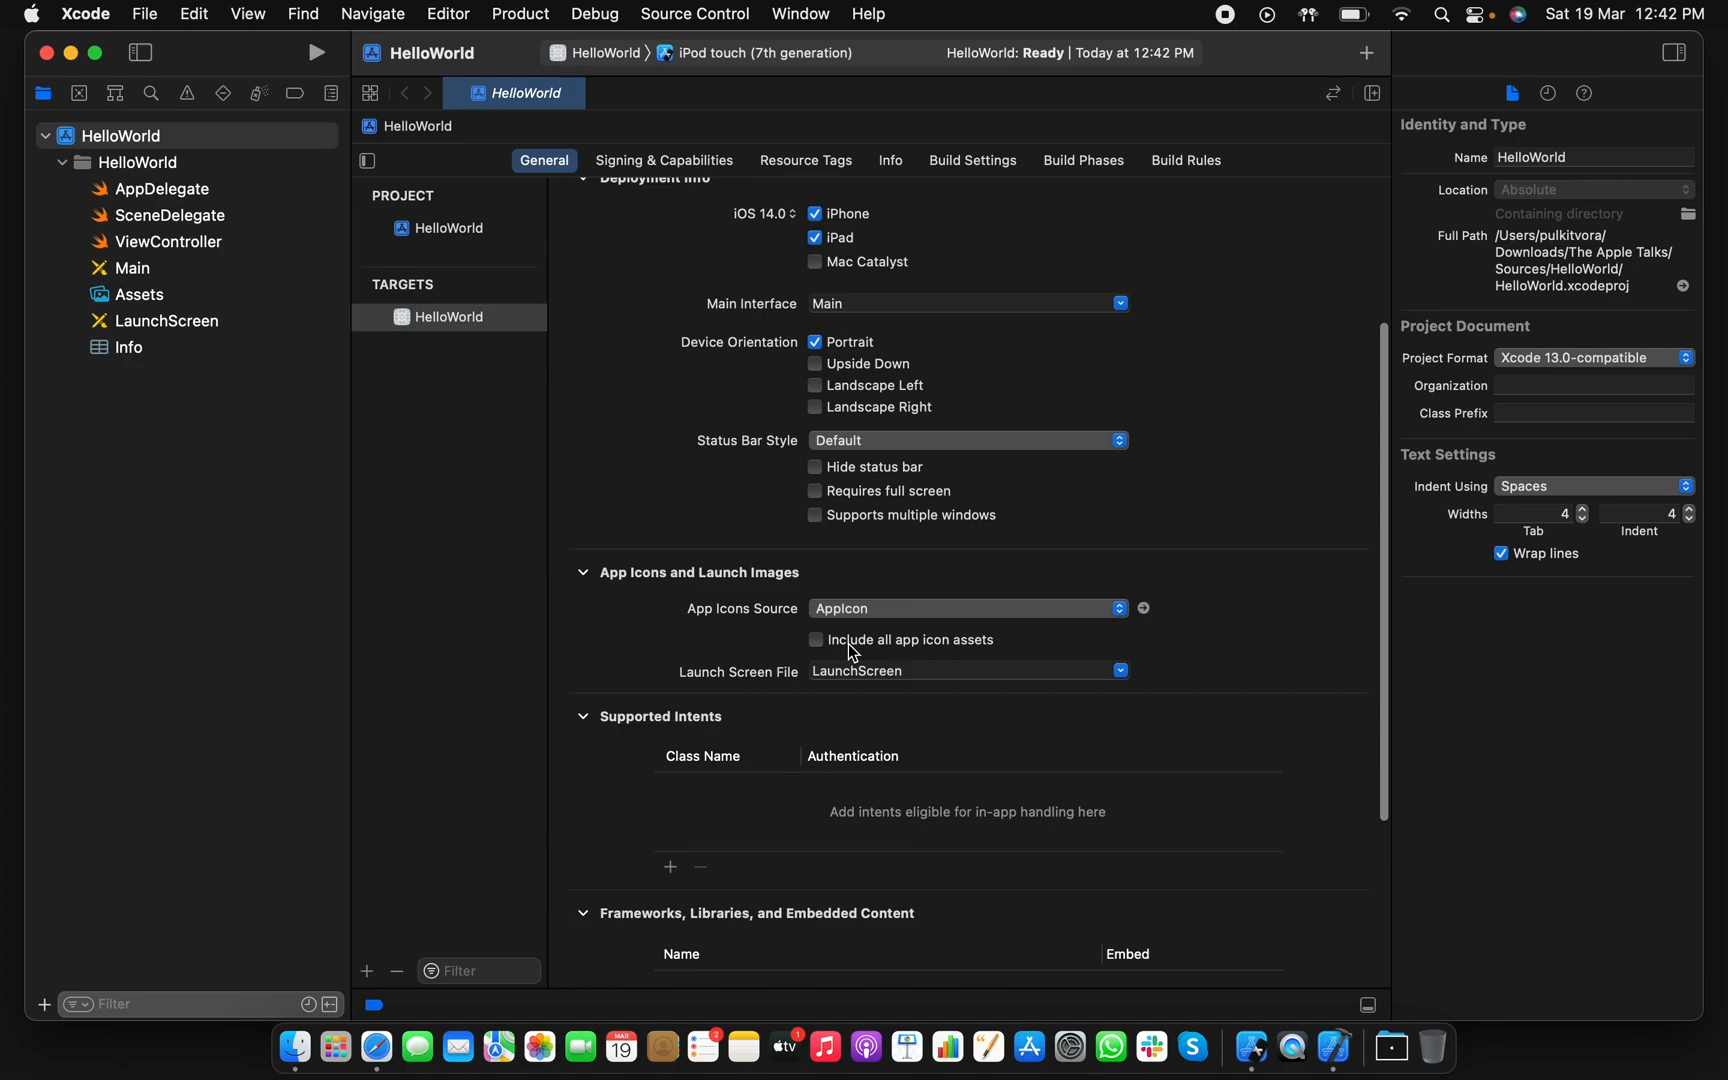 Xcode File Edit View Find Navigate Editor Product Debug Source Control Window Help Sat 19 Mar 12:42 PM
HelloWorld HelloWorld iPod touch (7th generation) HelloWorld: Ready | Today at 12:42 PM
HelloWorld
HelloWorld
HelloWorld
HelloWorld
AppDelegate
SceneDelegate
ViewController
Main
Assets
LaunchScreen
Info
Filter
General Signing & Capabilities Resource Tags Info Build Settings Build Phases Build Rules
PROJECT
HelloWorld
TARGETS
HelloWorld
Filter
Deployment Info
iOS 14.0 iPhone
iPad
Mac Catalyst
Main Interface Main
Device Orientation Portrait
Upside Down
Landscape Left
Landscape Right
Status Bar Style Default
Hide status bar
Requires full screen
Supports multiple windows
App Icons and Launch Images
App Icons Source AppIcon
Include all app icon assets
Launch Screen File LaunchScreen
Supported Intents
Class Name Authentication
Add intents eligible for in-app handling here
Frameworks, Libraries, and Embedded Content
Name Embed
Identity and Type
Name HelloWorld
Location Absolute
Containing directory
Full Path /Users/pulkitvora/
Downloads/The Apple Talks/
Sources/HelloWorld/
HelloWorld.xcodeproj
Project Document
Project Format Xcode 13.0-compatible
Organization
Class Prefix
Text Settings
Indent Using Spaces
Widths 4 4
Tab Indent
Wrap lines
MAR
19
2
tv
1